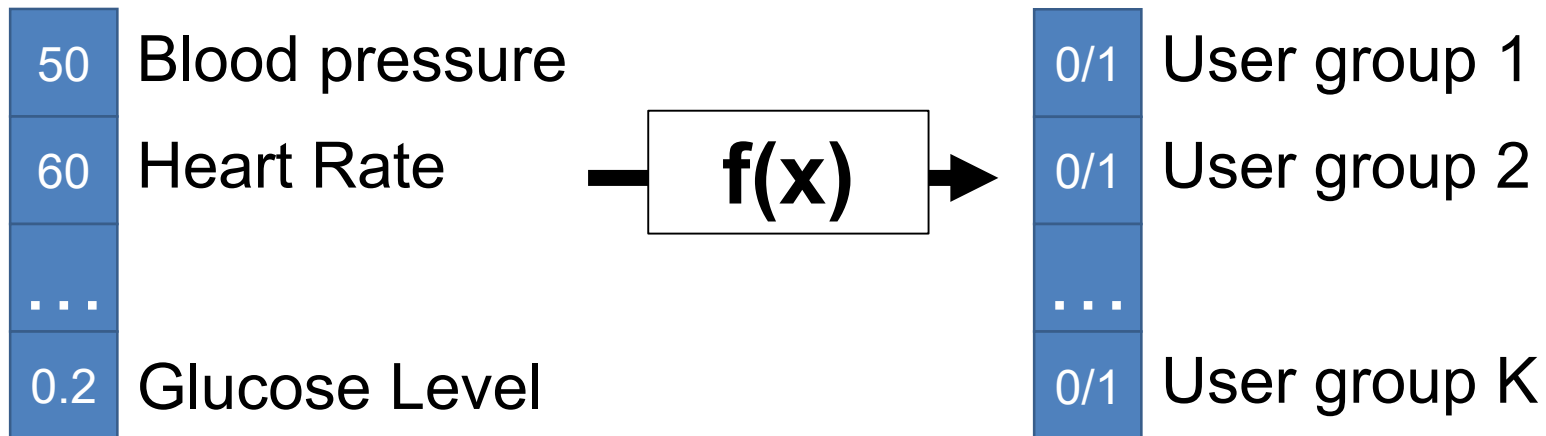 50 Blood pressure
60 Heart Rate
...
0.2 Glucose Level
f(x)
0/1 User group 1
0/1 User group 2
...
0/1 User group K